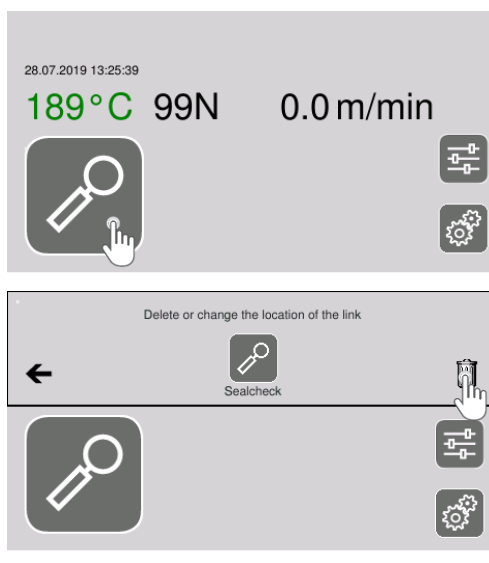 28.07.2019 13:25:39
189°C 99N 0.0 m/min
Delete or change the location of the link
Sealcheck